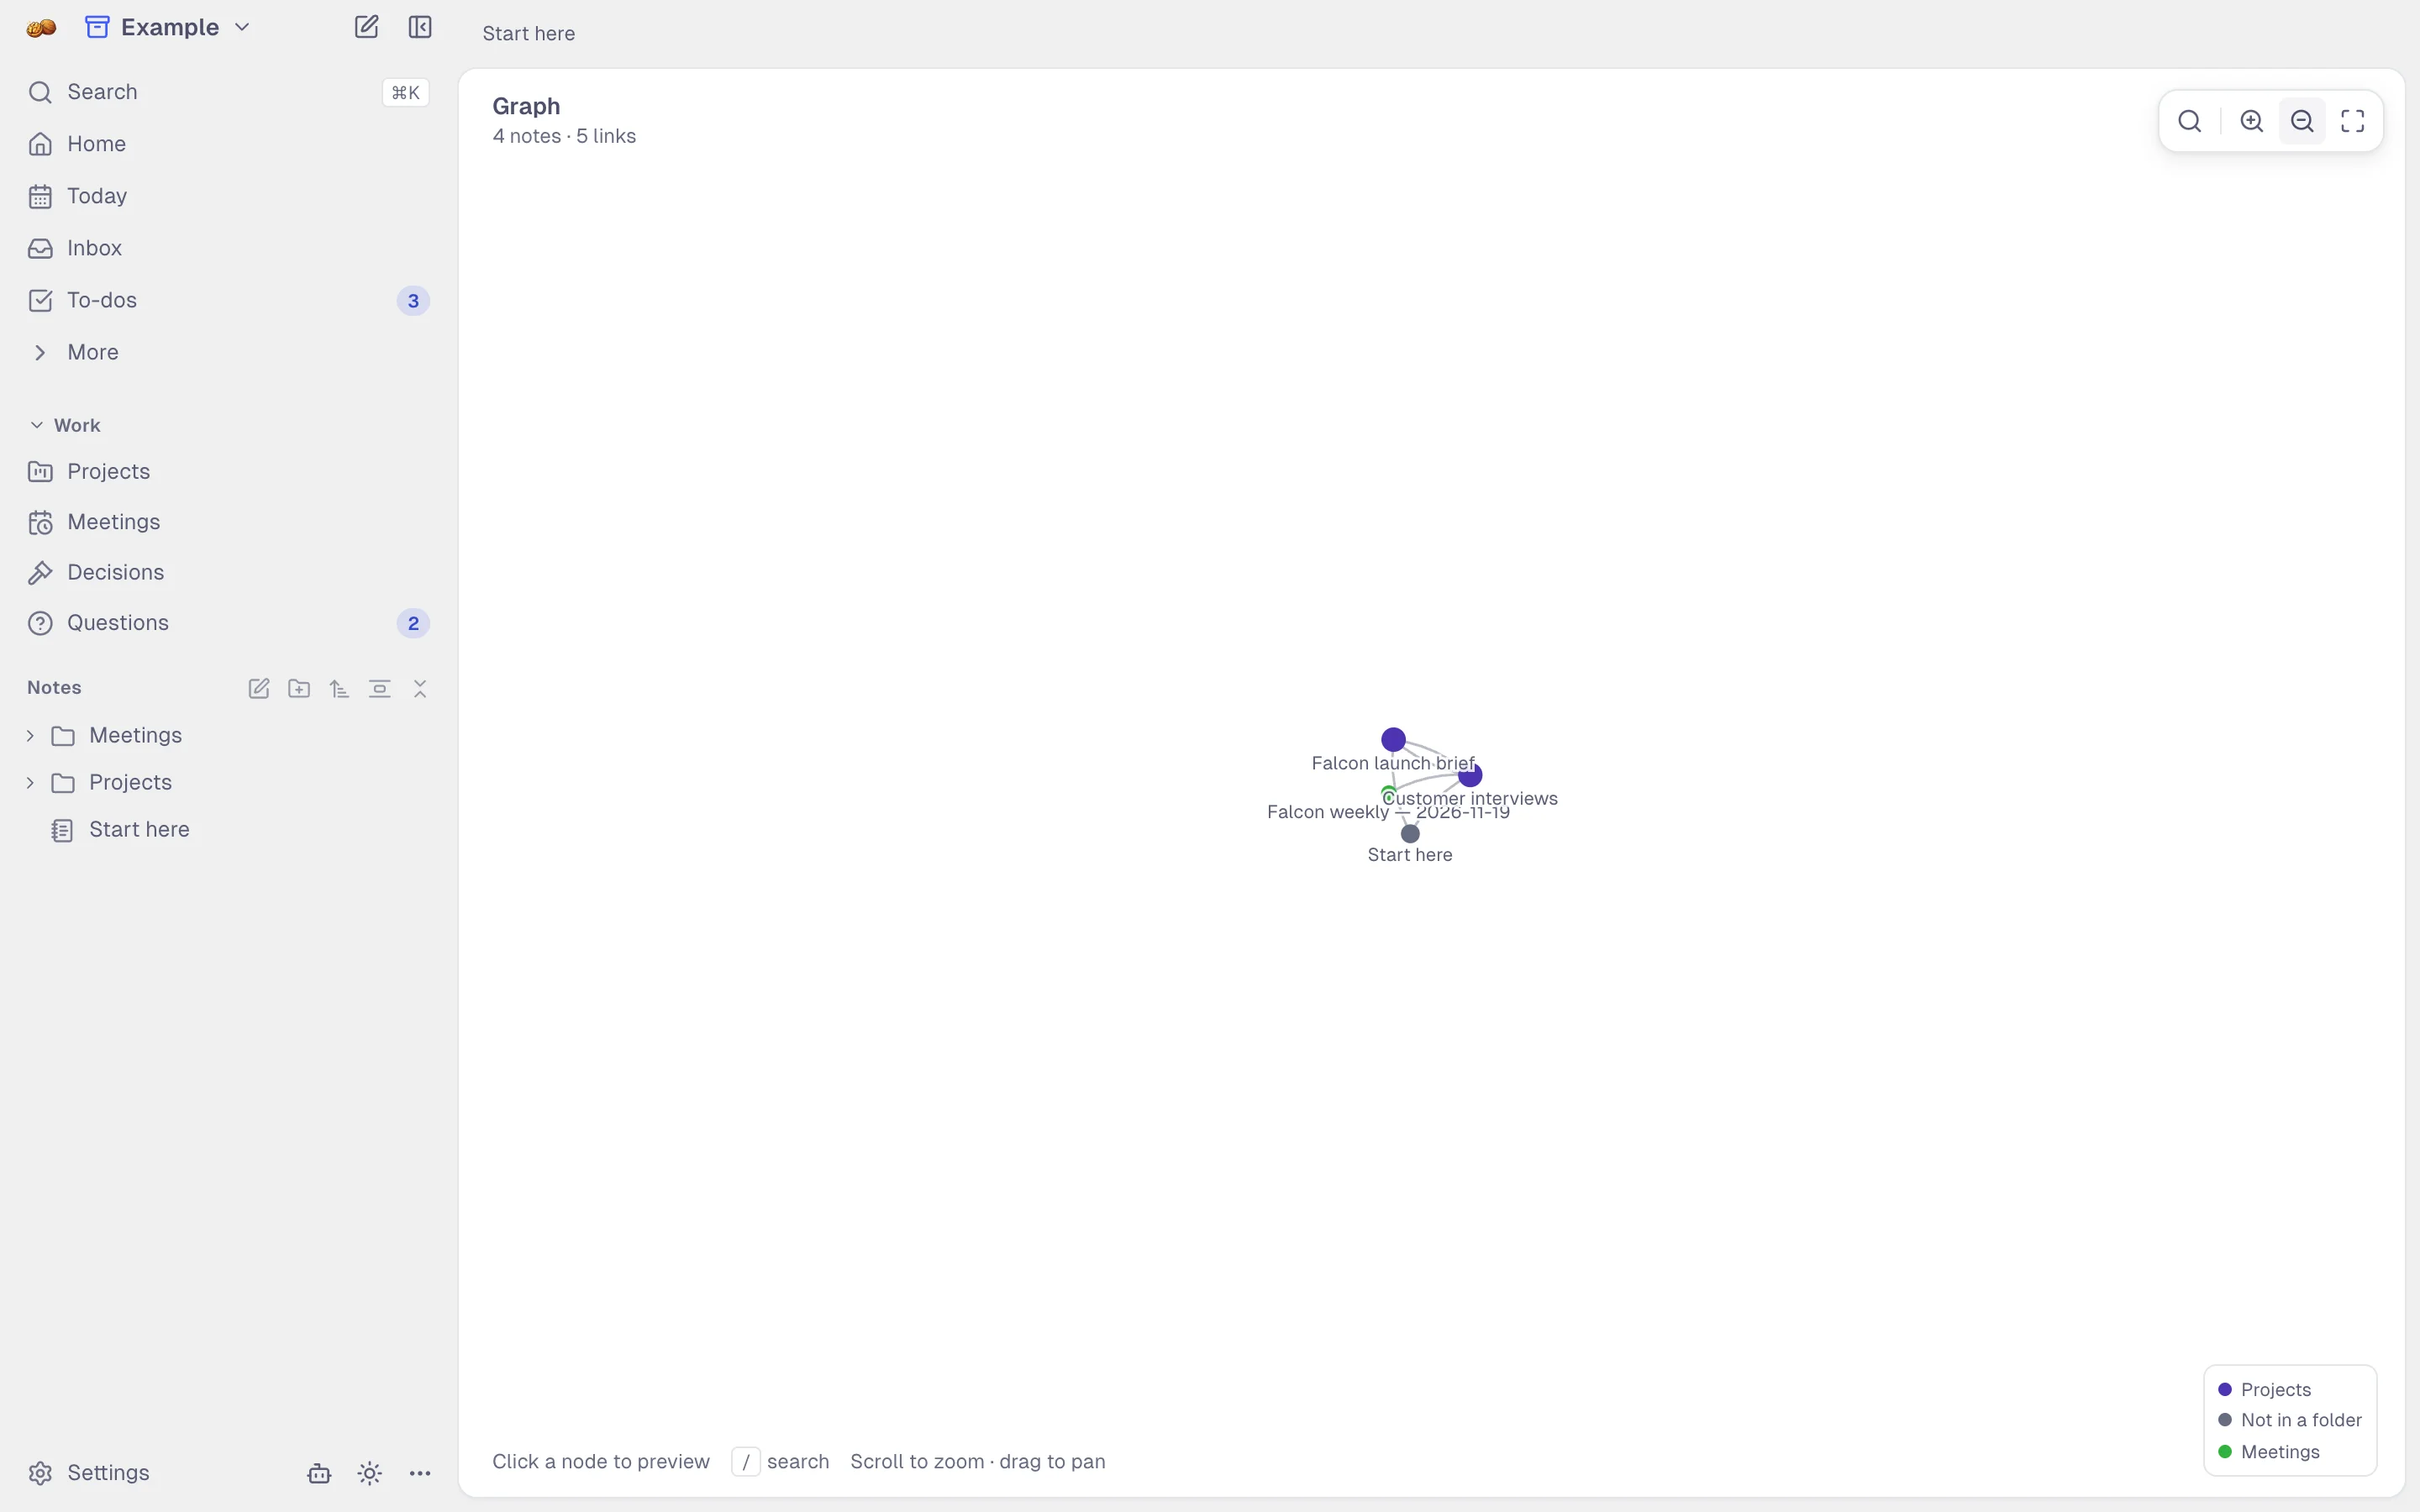 Example
Start here
Search ⌘K
Home
Today
Inbox
To-dos 3
More
Work
Projects
Meetings
Decisions
Questions 2
Notes
Meetings
Projects
Start here
Settings
Graph
4 notes · 5 links
Falcon launch brief
Customer interviews
Falcon weekly — 2026-11-19
Start here
Projects
Not in a folder
Meetings
Click a node to preview / search Scroll to zoom · drag to pan